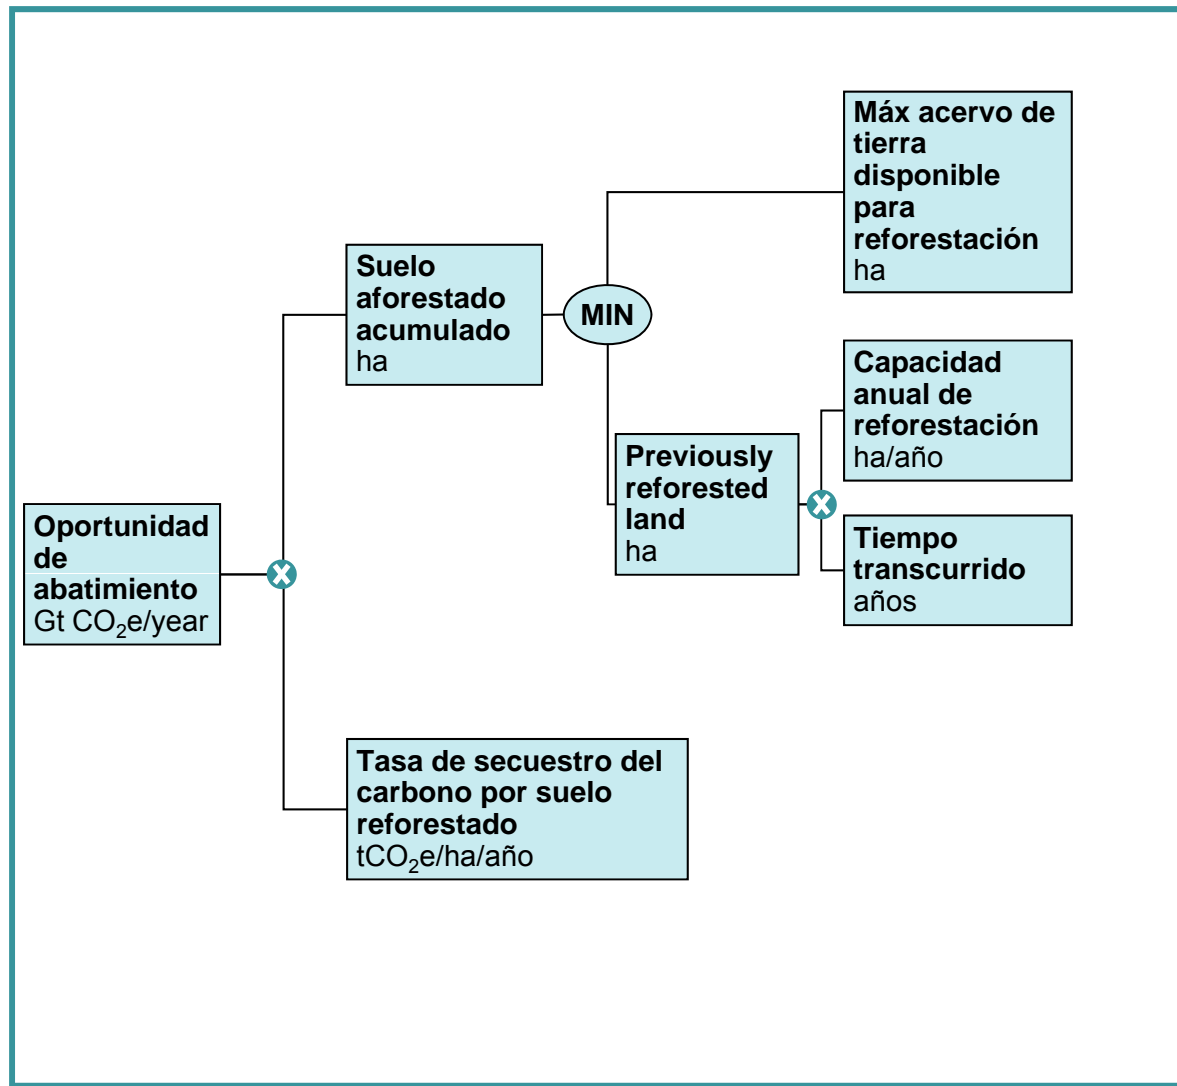 Máx acervo de
tierra
disponible
para
reforestación
ha
Suelo
aforestado
acumulado
ha
MIN
Capacidad
anual de
reforestación
ha/año
Previously
reforested
land
ha
X
Oportunidad
de
abatimiento
Gt CO₂e/year
X
Tiempo
transcurrido
años
Tasa de secuestro del
carbono por suelo
reforestado
tCO₂e/ha/año